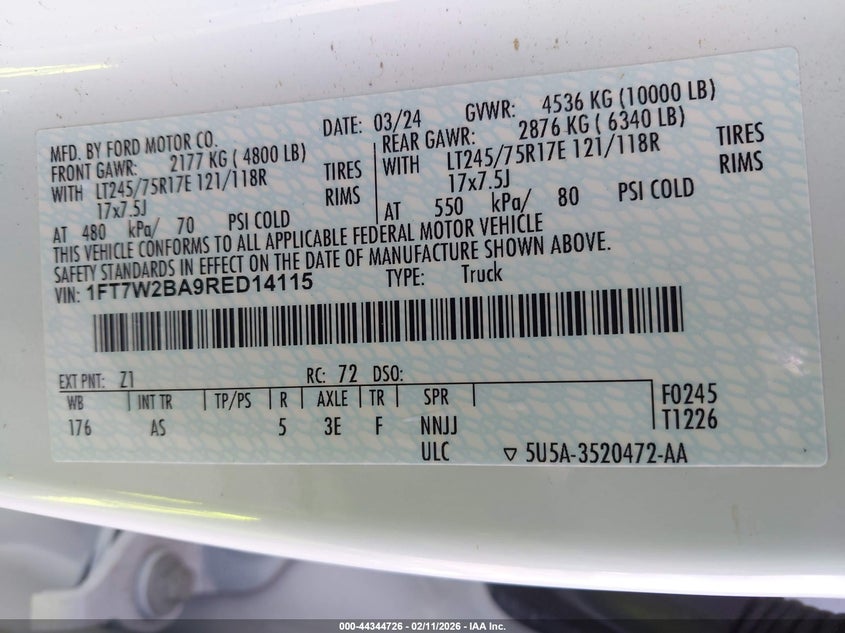 DATE: 03/24 GVWR: 4536 KG (10000 LB)
MFD. BY FORD MOTOR CO.
FRONT GAWR: 2177 KG ( 4800 LB)
WITH LT245/75R17E 121/118R TIRES
17x7.5J RIMS
AT 480 kPa/ 70 PSI COLD
REAR GAWR: 2876 KG ( 6340 LB)
WITH LT245/75R17E 121/118R TIRES
17x7.5J RIMS
AT 550 kPa/ 80 PSI COLD
THIS VEHICLE CONFORMS TO ALL APPLICABLE FEDERAL MOTOR VEHICLE
SAFETY STANDARDS IN EFFECT ON THE DATE OF MANUFACTURE SHOWN ABOVE.
VIN: 1FT7W2BA9RED14115 TYPE: Truck
EXT PNT: Z1 RC: 72 DSO:
WB INT TR TP/PS R AXLE TR SPR F0245
176 AS 5 3E F NNJJ T1226
ULC ▽ 5U5A-3520472-AA
000-44344726 - 02/11/2026 - IAA Inc.